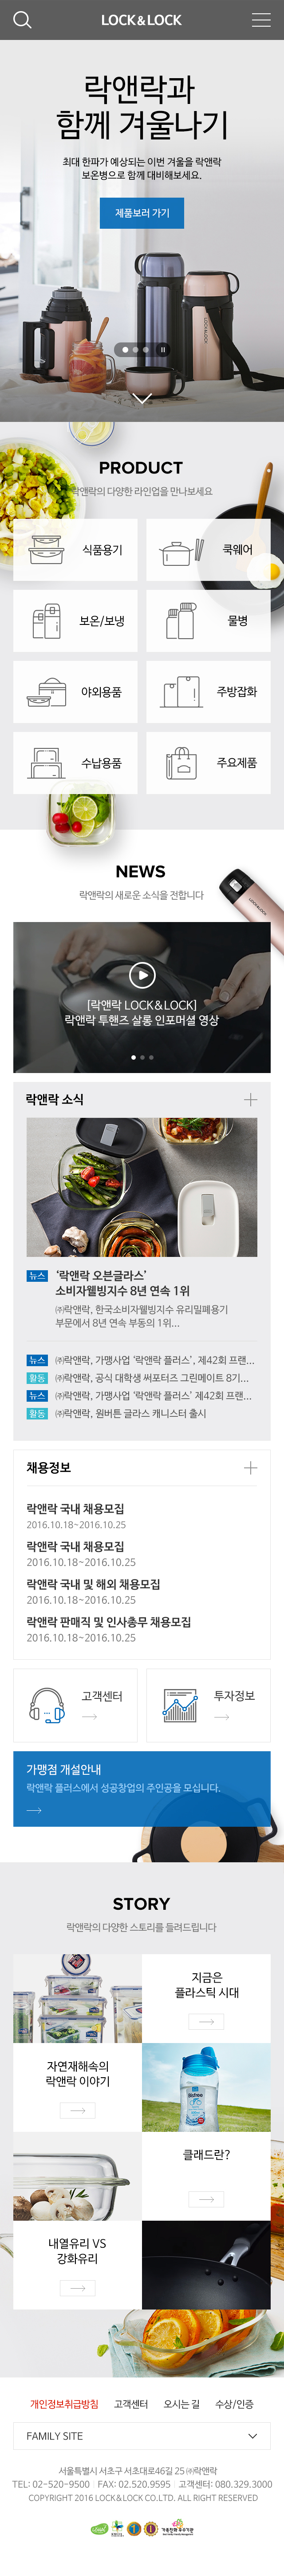 LOCK&LOCK
락앤락과
함께 겨울나기
최대 한파가 예상되는 이번 겨울을 락앤락
보온병으로 함께 대비해보세요.
제품보러 가기
PRODUCT
락앤락의 다양한 라인업을 만나보세요
식품용기
쿡웨어
보온/보냉
물병
야외용품
주방잡화
수납용품
주요제품
NEWS
락앤락의 새로운 소식을 전합니다
[락앤락 LOCK&LOCK]
락앤락 투핸즈 살롱 인포머셜 영상
락앤락 소식
뉴스 ‘락앤락 오븐글라스’
소비자웰빙지수 8년 연속 1위
㈜락앤락, 한국소비자웰빙지수 유리밀폐용기
부문에서 8년 연속 부동의 1위...
뉴스 ㈜락앤락, 가맹사업 ‘락앤락 플러스’, 제42회 프랜...
활동 ㈜락앤락, 공식 대학생 써포터즈 그린메이트 8기...
뉴스 ㈜락앤락, 가맹사업 ‘락앤락 플러스’ 제42회 프랜...
활동 ㈜락앤락, 원버튼 글라스 캐니스터 출시
채용정보
락앤락 국내 채용모집
2016.10.18~2016.10.25
락앤락 국내 채용모집
2016.10.18~2016.10.25
락앤락 국내 및 해외 채용모집
2016.10.18~2016.10.25
락앤락 판매직 및 인사총무 채용모집
2016.10.18~2016.10.25
고객센터
투자정보
가맹점 개설안내
락앤락 플러스에서 성공창업의 주인공을 모십니다.
STORY
락앤락의 다양한 스토리를 들려드립니다
지금은
플라스틱 시대
자연재해속의
락앤락 이야기
클래드란?
내열유리 VS
강화유리
개인정보취급방침 고객센터 오시는 길 수상/인증
FAMILY SITE
서울특별시 서초구 서초대로46길 25 ㈜락앤락
TEL: 02-520-9500 | FAX: 02.520.9595 | 고객센터: 080.329.3000
COPYRIGHT 2016 LOCK&LOCK CO.LTD. ALL RIGHT RESERVED